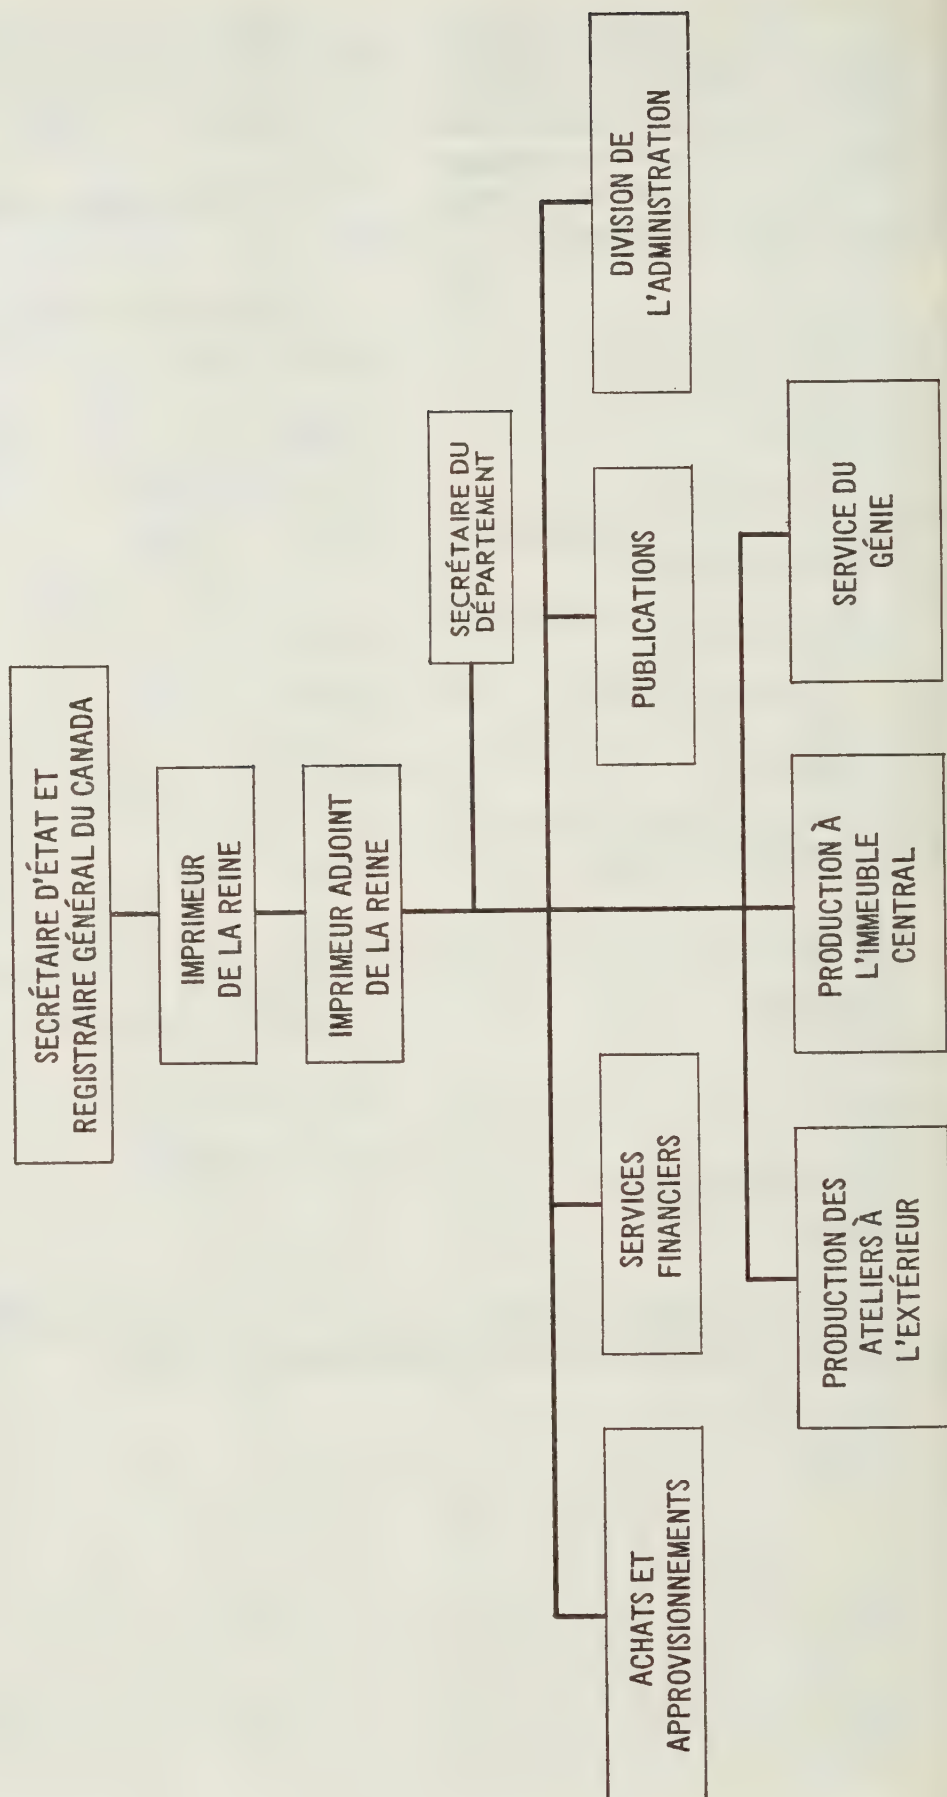 SECRÉTAIRE D'ÉTAT ET
REGISTRAIRE GÉNÉRAL DU CANADA
IMPRIMEUR
DE LA REINE
IMPRIMEUR ADJOINT
DE LA REINE
SECRÉTAIRE DU
DÉPARTEMENT
ACHATS ET
APPROVISIONNEMENTS
SERVICES
FINANCIERS
PUBLICATIONS
DIVISION DE
L'ADMINISTRATION
PRODUCTION DES
ATELIERS À
L'EXTÉRIEUR
PRODUCTION À
L'IMMEUBLE
CENTRAL
SERVICE DU
GÉNIE